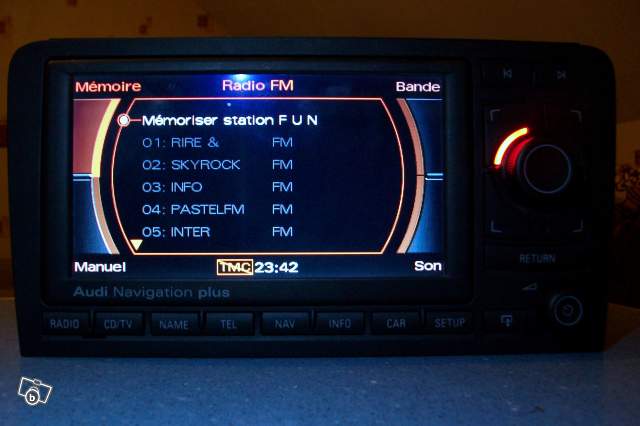 Mémoire Radio FM Bande
Mémoriser station F U N
01: RIRE & FM
02: SKYROCK FM
03: INFO FM
04: PASTELFM FM
05: INTER FM
Manuel TMC 23:42 Son
RETURN
Audi Navigation plus
RADIO CD/TV NAME TEL NAV INFO CAR SETUP
b